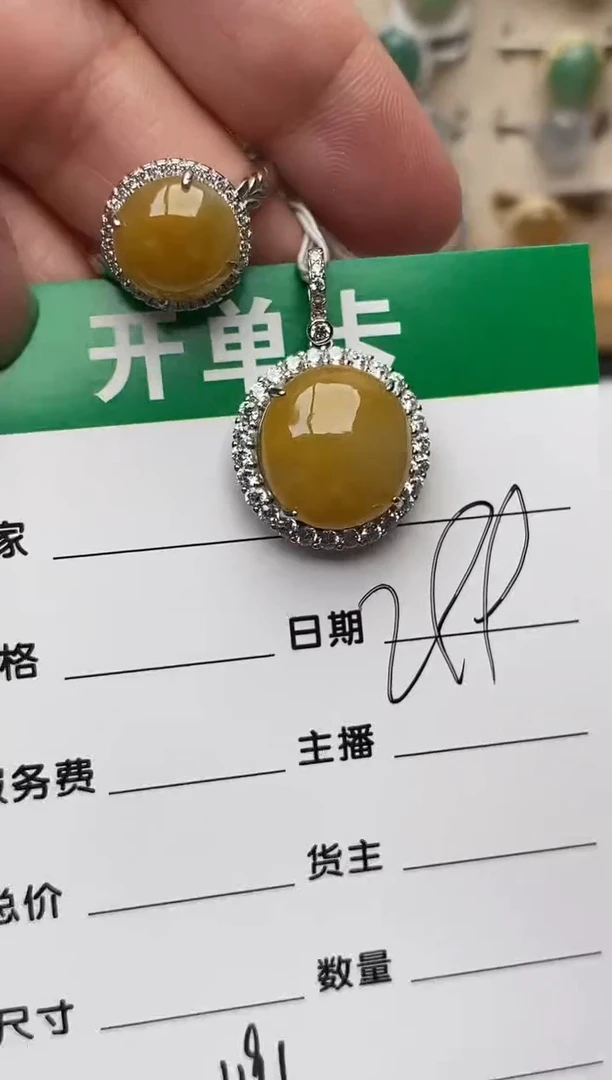 开单卡
家
格 日期
服务费 主播
总价 货主
尺寸 数量